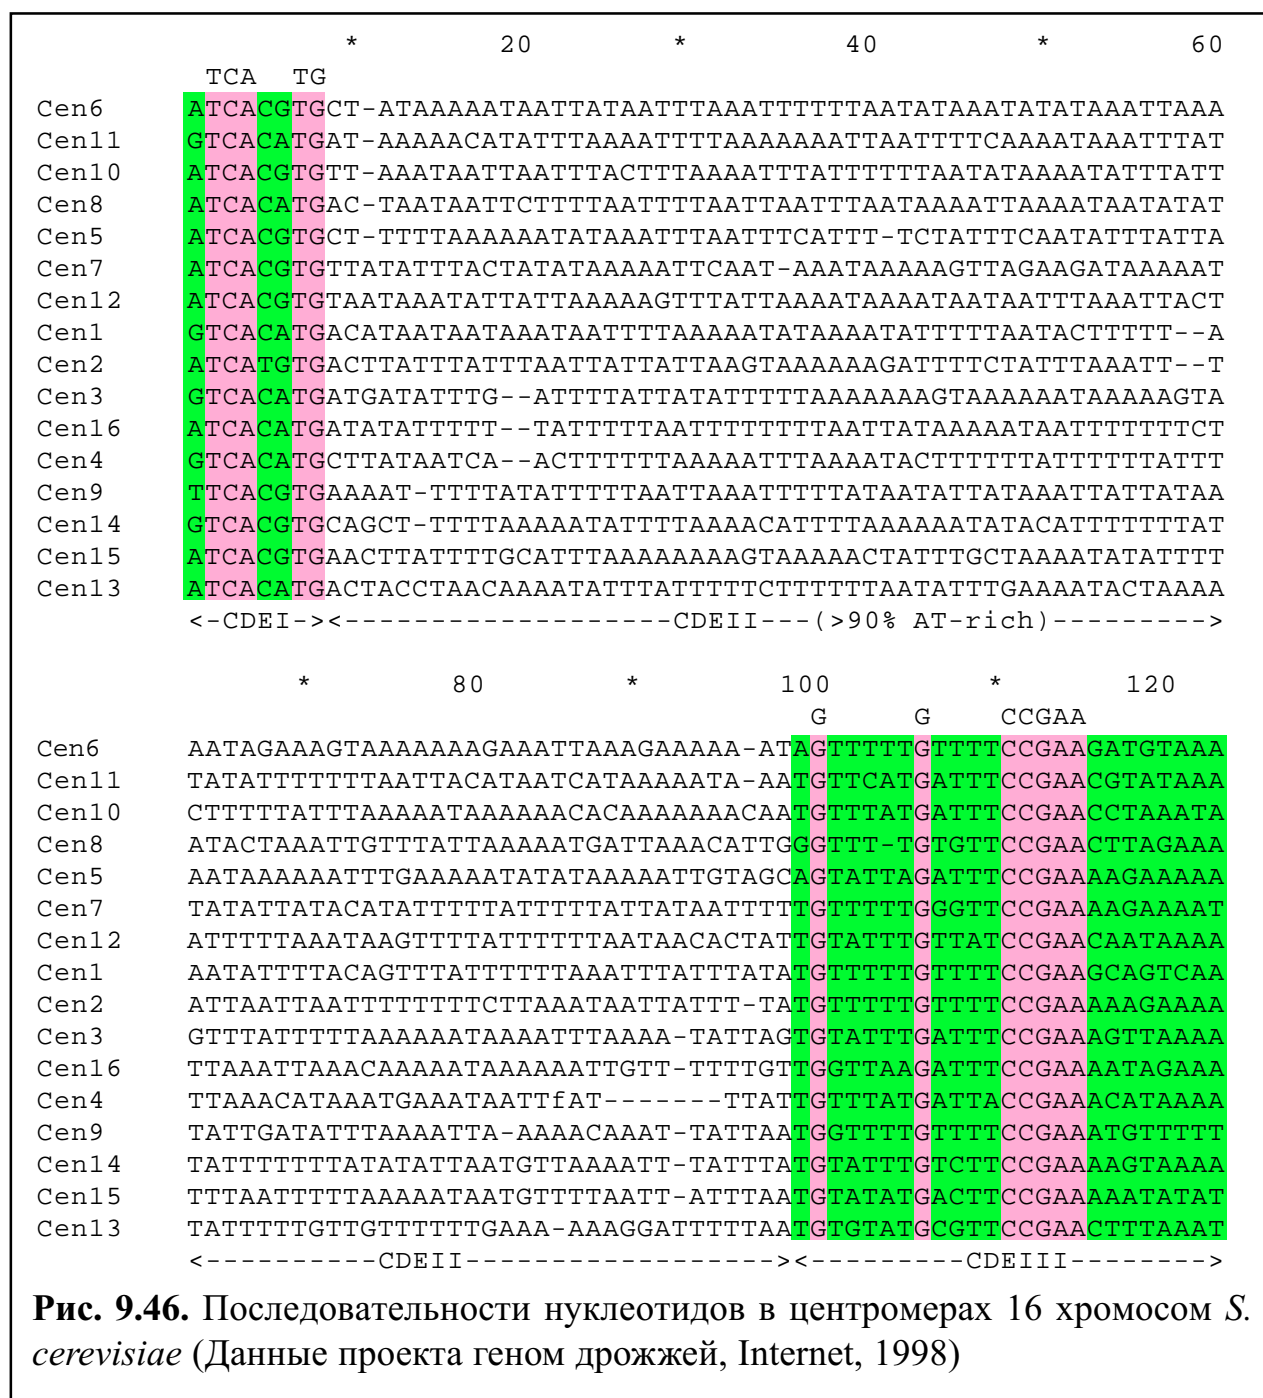 * 20 * 40 * 60
TCA TG
Cen6 ATCACGTGCT-ATAAAAATAATTATAATTTAAATTTTTTAATATAAATATATAAATTAAA
Cen11 GTCACATGAT-AAAAACATATTTAAAATTTTAAAAAAATTAATTTTCAAAATAAATTTAT
Cen10 ATCACGTGTT-AAATAATTAATTTACTTTAAAATTTATTTTTTAATATAAAATATTTATT
Cen8 ATCACATGAC-TAATAATTCTTTTAATTTTAATTAATTTAATAAAATTAAAATAATATAT
Cen5 ATCACGTGCT-TTTTAAAAAATATAAATTTAATTTCATTT-TCTATTTCAATATTTATTA
Cen7 ATCACGTGTTATATTTACTATATAAAAATTCAAT-AAATAAAAAGTTAGAAGATAAAAAT
Cen12 ATCACGTGTAATAAATATTATTAAAAAGTTTATTAAAATAAAATAATAATTTAAATTACT
Cen1 GTCACATGACATAATAATAAATAATTTTAAAAATATAAAATATTTTTAATACTTTTT--A
Cen2 ATCATGTGACTTATTTATTTAATTATTATTAAGTAAAAAAGATTTTCTATTTAAATT--T
Cen3 GTCACATGATGATATTTG--ATTTTATTATATTTTTAAAAAAAGTAAAAAATAAAAAGTA
Cen16 ATCACATGATATATTTTT--TATTTTTAATTTTTTTTAATTATAAAAATAATTTTTTTCT
Cen4 GTCACATGCTTATAATCA--ACTTTTTTAAAAATTTAAAATACTTTTTTATTTTTTATTT
Cen9 TTCACGTGAAAAT-TTTTATATTTTTAATTAAATTTTTATAATATTATAAATTATTATAA
Cen14 GTCACGTGCAGCT-TTTTAAAAATATTTTAAAACATTTTAAAAAATATACATTTTTTTAT
Cen15 ATCACGTGAACTTATTTTGCATTTAAAAAAAAGTAAAAACTATTTGCTAAAATATATTTT
Cen13 ATCACATGACTACCTAACAAAATATTTATTTTTCTTTTTTTAATATTTGAAAATACTAAAA
<-CDEI-><--------------------CDEII---(>90% AT-rich)--------->
* 80 * 100 * 120
G G CCGAA
Cen6 AATAGAAAGTAAAAAAAGAAATTAAAGAAAAA-ATAGTTTTTGTTTTCCGAAGATGTAAA
Cen11 TATATTTTTTTAATTACATAATCATAAAAATA-AATGTTCATGATTTCCGAACGTATAAA
Cen10 CTTTTTATTTAAAAATAAAAAACACAAAAAAACAATGTTTATGATTTCCGAACCTAAATA
Cen8 ATACTAAATTGTTTATTAAAAATGATTAAACATTGGGTTT-TGTGTTCCGAACTTAGAAA
Cen5 AATAAAAAATTTGAAAAATATATAAAAATTGTAGCAGTATTAGATTTCCGAAAAGAAAAA
Cen7 TATATTATACATATTTTTATTTTTATTATAATTTTTGTTTTTGGGTTCCGAAAAGAAAAT
Cen12 ATTTTTAAATAAGTTTTATTTTTTAATAACACTATTGTATTTGTTATCCGAACAATAAAA
Cen1 AATATTTTACAGTTTATTTTTTAAATTTATTTATATGTTTTTGTTTTCCGAAGCAGTCAA
Cen2 ATTAATTAATTTTTTTTCTTAAATAATTATTT-TATGTTTTTGTTTTCCGAAAAAGAAAA
Cen3 GTTTATTTTTAAAAAATAAAATTTAAAA-TATTAGTGTATTTGATTTCCGAAAGTTAAAA
Cen16 TTAAATTAAACAAAAATAAAAAATTGTT-TTTTGTTGGTTAAGATTTCCGAAAATAGAAA
Cen4 TTAAACATAAATGAAATAATTfAT-------TTATTGTTTATGATTACCGAAACATAAAA
Cen9 TATTGATATTTAAAATTA-AAAACAAAT-TATTAATGGTTTTGTTTTCCGAAATGTTTTT
Cen14 TATTTTTTTATATATTAATGTTAAAATT-TATTTATGTATTTGTCTTCCGAAAAGTAAAA
Cen15 TTTAATTTTTAAAAATAATGTTTTAATT-ATTTAATGTATATGACTTCCGAAAAATATAT
Cen13 TATTTTTGTTGTTTTTTGAAA-AAAGGATTTTTAATGTGTATGCGTTCCGAACTTTAAAT
<----------CDEII------------------><---------CDEIII-------->
Рис. 9.46. Последовательности нуклеотидов в центромерах 16 хромосом S.
cerevisiae (Данные проекта геном дрожжей, Internet, 1998)